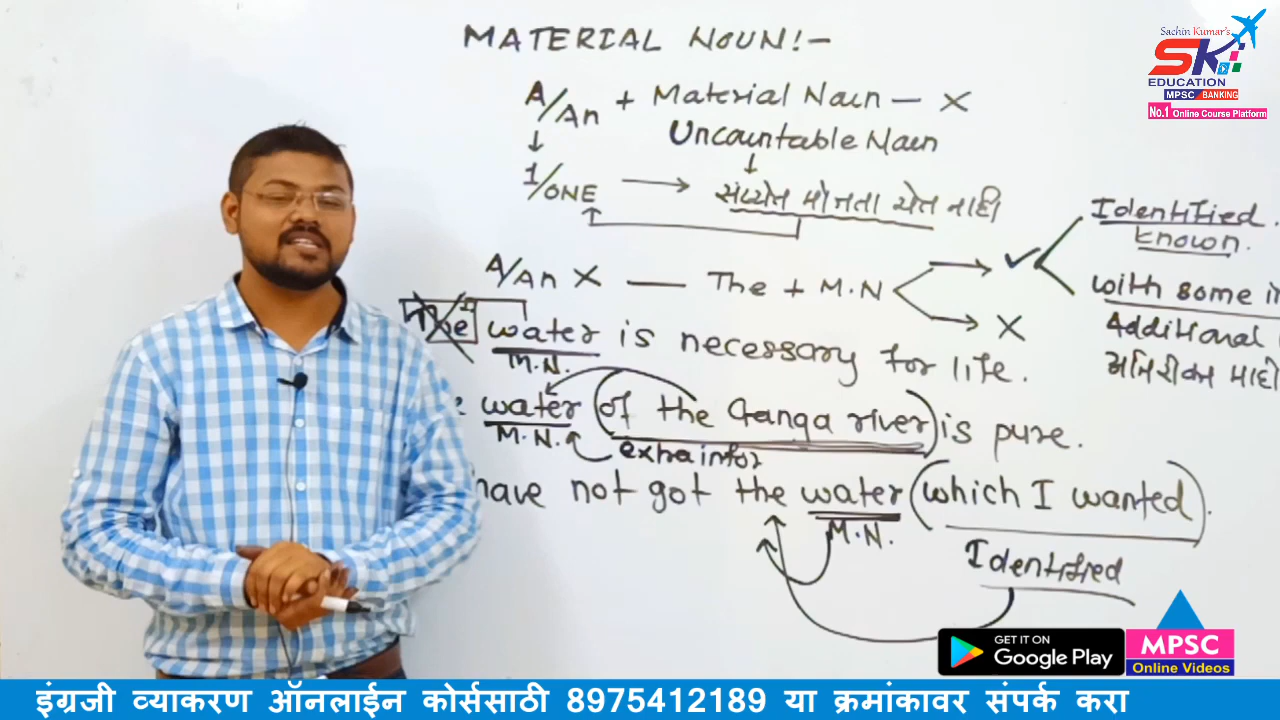 MATERIAL NOUN!-
Sachin Kumar's
SK
EDUCATION
MPSC BANKING
No.1 Online Course Platform
A/An + Material Noun - X
Uncountable Noun
1/ONE
A/An X — The + M.N
X
Identified.
known.
with some
Additional
The water is necessary for life.
M.N.
water (of the Ganga river) is pure.
M.N.
extra infor
have not got the water (which I wanted).
M.N.
Identified
GET IT ON
Google Play
MPSC
Online Videos
इंग्रजी व्याकरण ऑनलाईन कोर्ससाठी 8975412189 या क्रमांकावर संपर्क करा